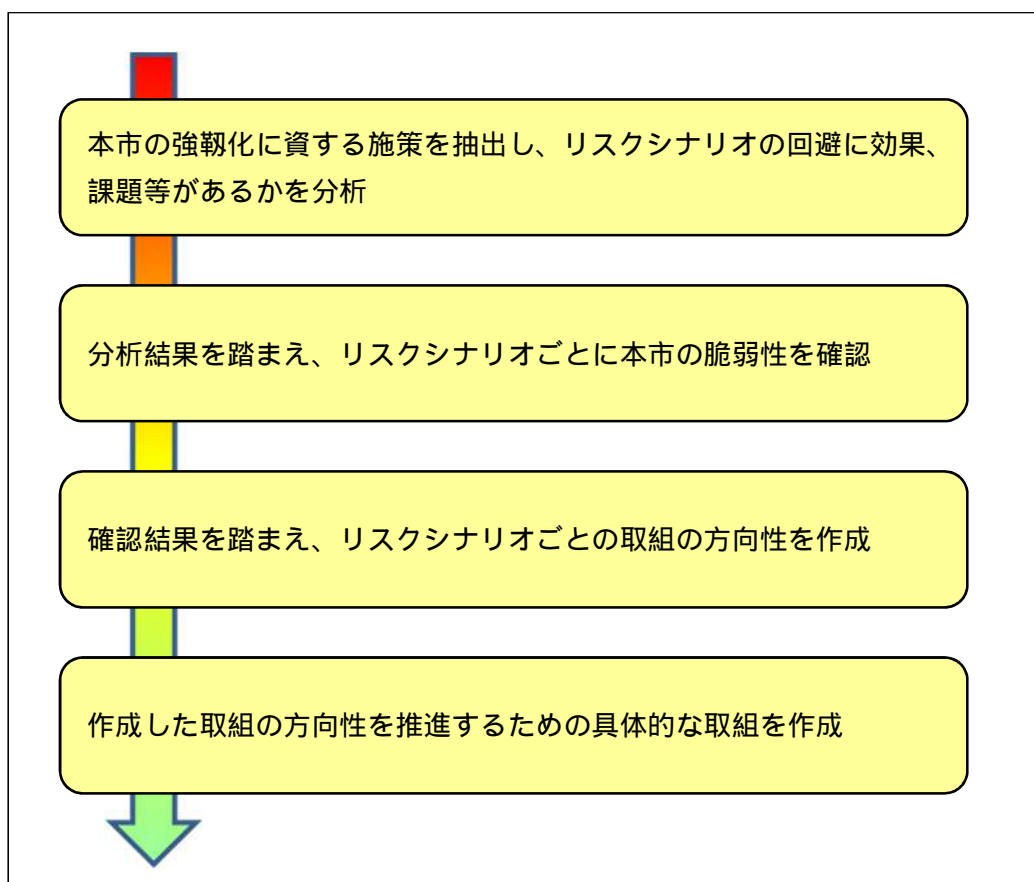 本市の強靱化に資する施策を抽出し、リスクシナリオの回避に効果、
課題等があるかを分析
分析結果を踏まえ、リスクシナリオごとに本市の脆弱性を確認
確認結果を踏まえ、リスクシナリオごとの取組の方向性を作成
作成した取組の方向性を推進するための具体的な取組を作成